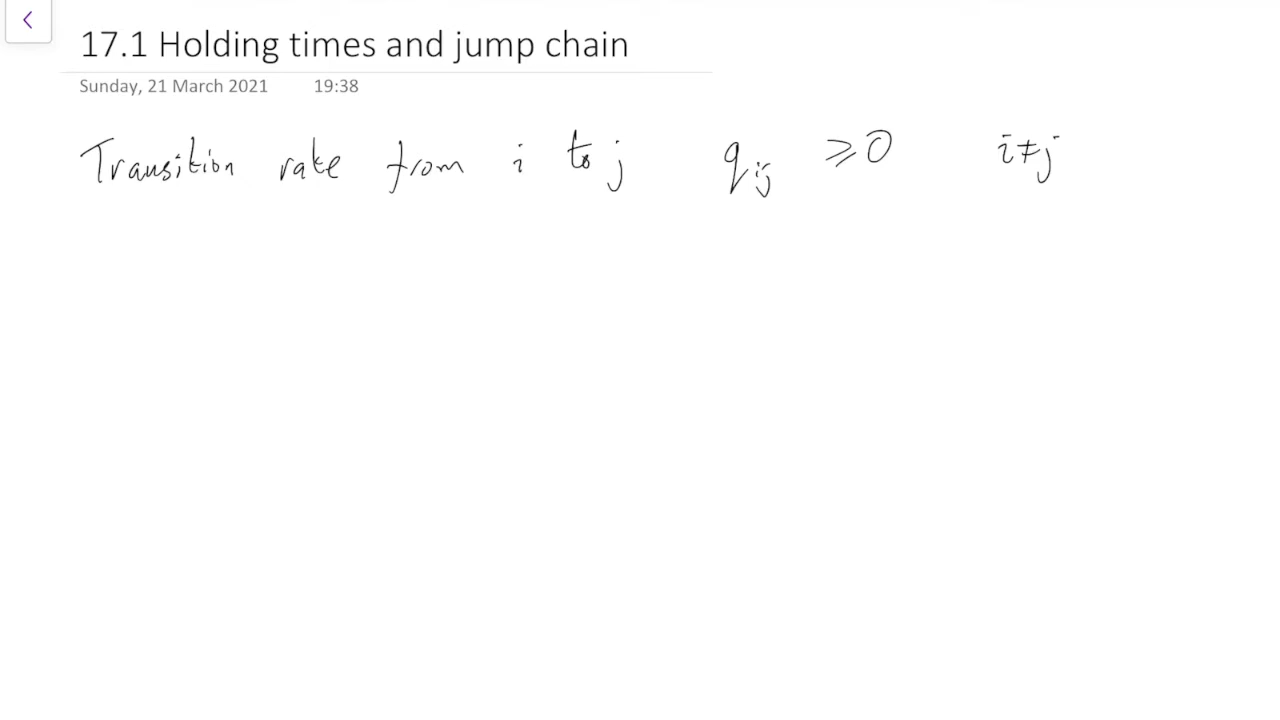 17.1 Holding times and jump chain
Sunday, 21 March 2021 19:38
Transition rate from i to j q_ij ⩾0 i≠j